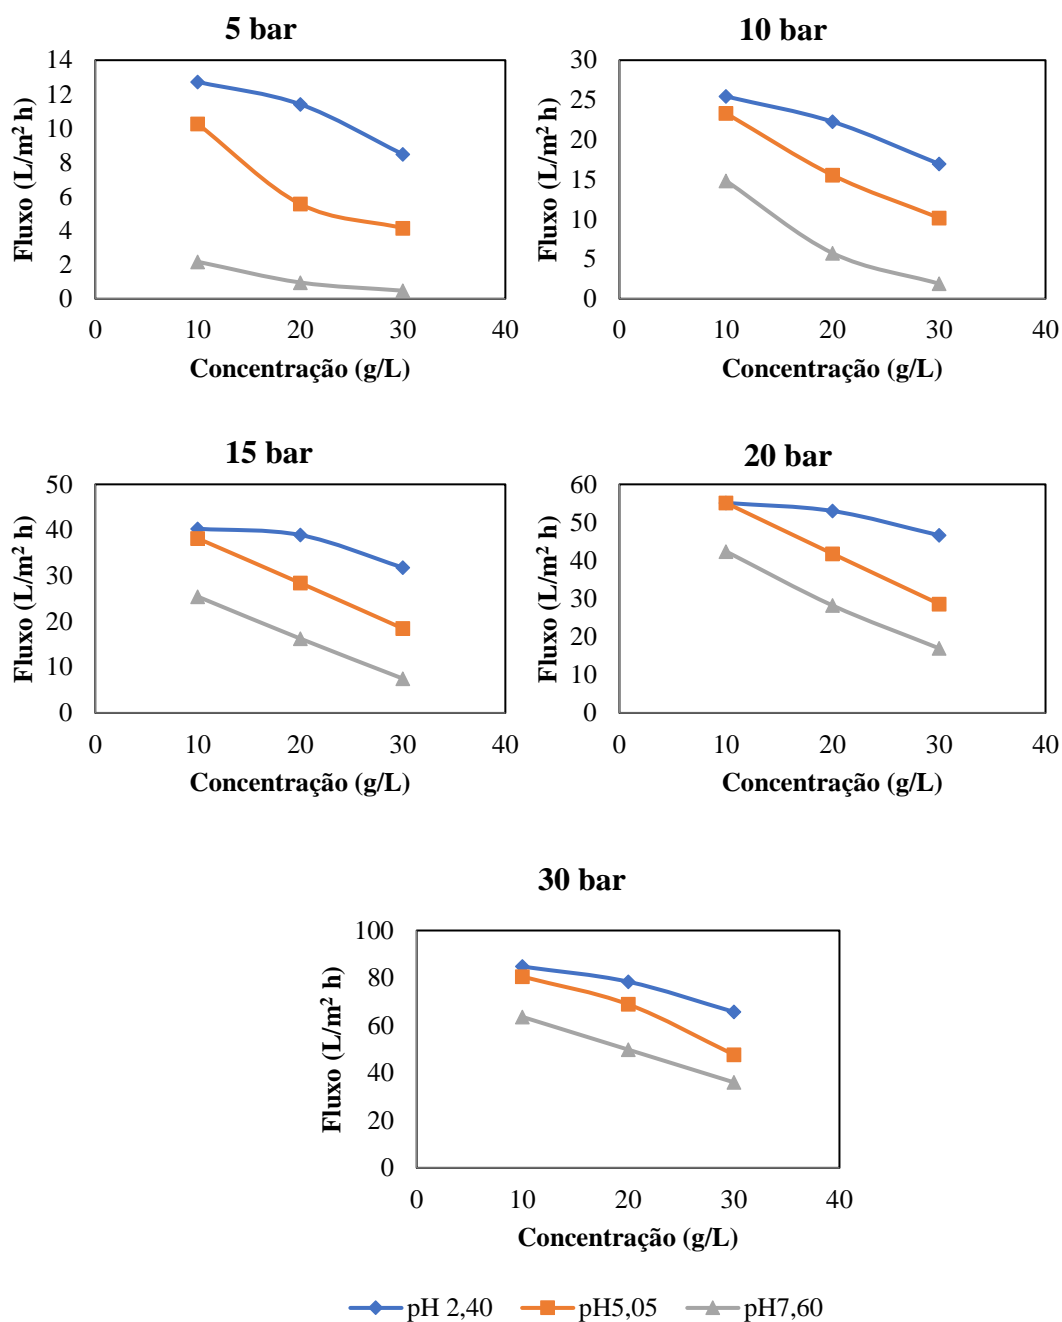 5 bar
14
12
10
8
6
4
2
0
Fluxo (L/m² h)
0 10 20 30 40
Concentração (g/L)
10 bar
30
25
20
15
10
5
0
Fluxo (L/m² h)
0 10 20 30 40
Concentração (g/L)
15 bar
50
40
30
20
10
0
Fluxo (L/m² h)
0 10 20 30 40
Concentração (g/L)
20 bar
60
50
40
30
20
10
0
Fluxo (L/m² h)
0 10 20 30 40
Concentração (g/L)
30 bar
100
80
60
40
20
0
Fluxo (L/m² h)
0 10 20 30 40
Concentração (g/L)
pH 2,40 pH5,05 pH7,60